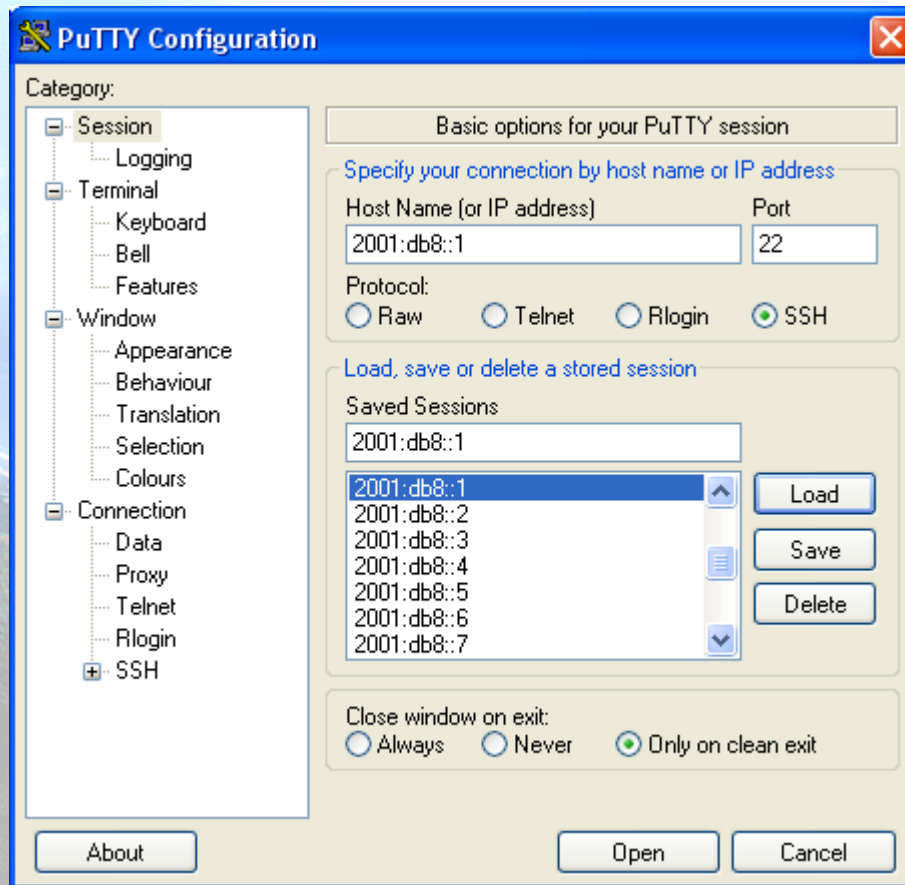 PuTTY Configuration
Category:
Session
Logging
Terminal
Keyboard
Bell
Features
Window
Appearance
Behaviour
Translation
Selection
Colours
Connection
Data
Proxy
Telnet
Rlogin
SSH
Basic options for your PuTTY session
Specify your connection by host name or IP address
Host Name (or IP address) Port
2001:db8::1 22
Protocol:
Raw Telnet Rlogin SSH
Load, save or delete a stored session
Saved Sessions
2001:db8::1
2001:db8::1
2001:db8::2
2001:db8::3
2001:db8::4
2001:db8::5
2001:db8::6
2001:db8::7
Load
Save
Delete
Close window on exit:
Always Never Only on clean exit
About Open Cancel